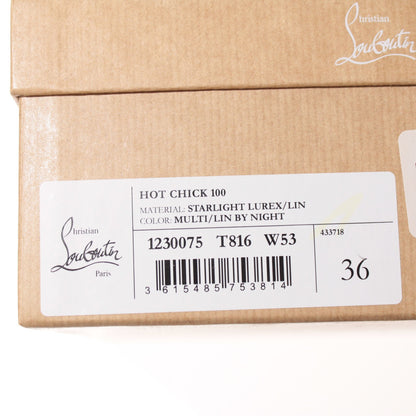 Christian
Louboutin
HOT CHICK 100
MATERIAL: STARLIGHT LUREX/LIN
COLOR: MULTI/LIN BY NIGHT
Christian
Louboutin
Paris
1230075 T816 W53
433718
3 615485 753814
36